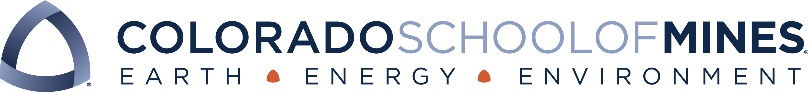 COLORADOSCHOOLOFMINES®
EARTH ▲ ENERGY ▲ ENVIRONMENT
®